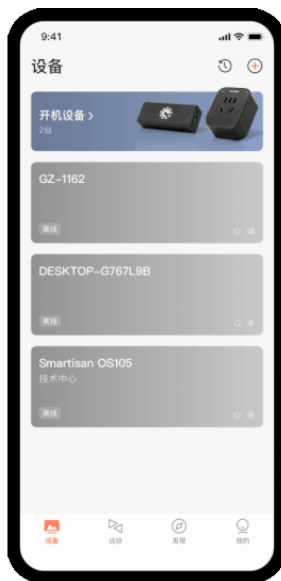 9:41
设备
开机设备 >
2台
GZ-1162
离线
DESKTOP-G767L9B
离线
Smartisan OS105
技术中心
离线
设备
远协
发现
我的